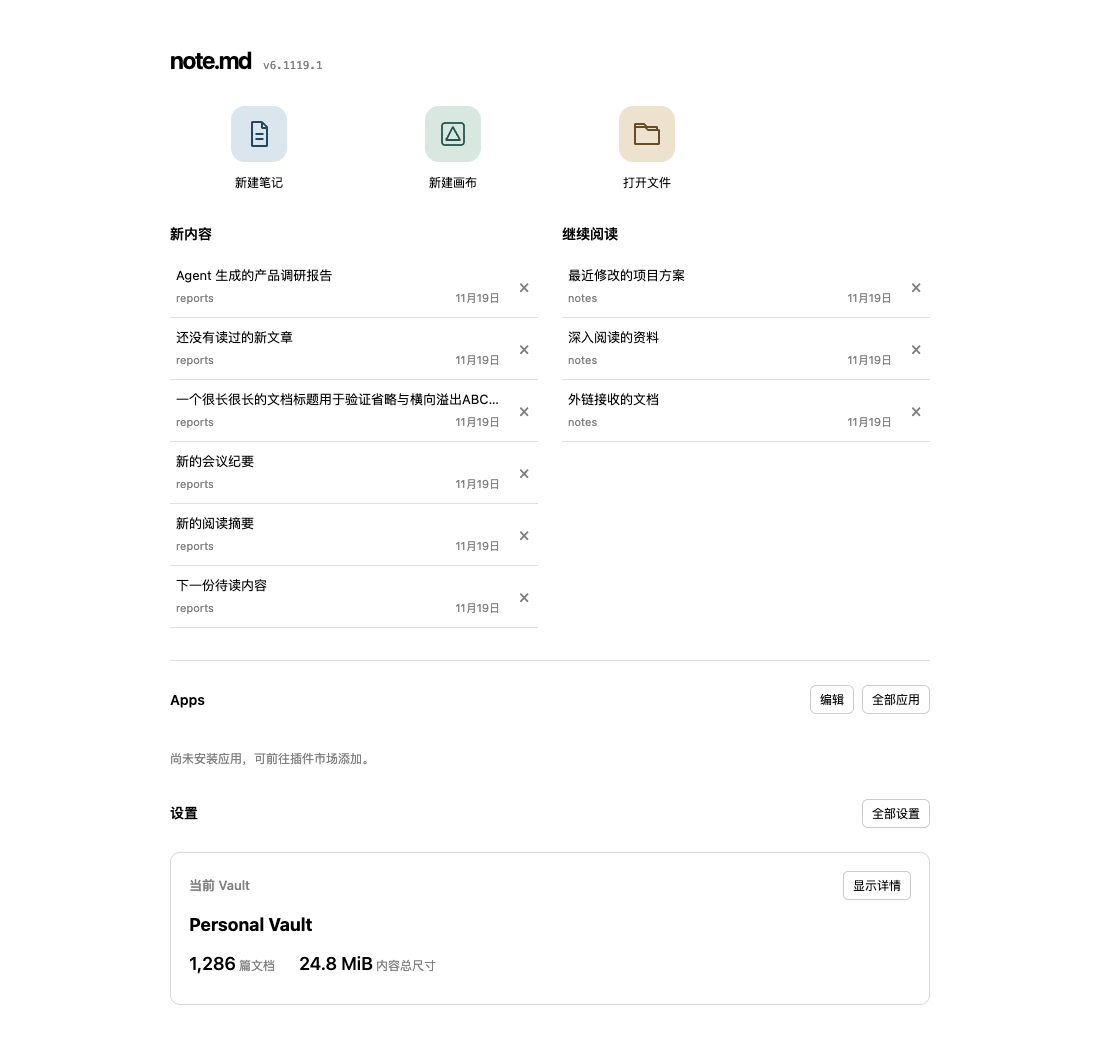 note.md v6.1119.1
新建笔记
新建画布
打开文件
新内容
Agent 生成的产品调研报告
reports 11月19日
还没有读过的新文章
reports 11月19日
一个很长很长的文档标题用于验证省略与横向溢出ABC...
reports 11月19日
新的会议纪要
reports 11月19日
新的阅读摘要
reports 11月19日
下一份待读内容
reports 11月19日
继续阅读
最近修改的项目方案
notes 11月19日
深入阅读的资料
notes 11月19日
外链接收的文档
notes 11月19日
Apps 编辑 全部应用
尚未安装应用，可前往插件市场添加。
设置 全部设置
当前 Vault 显示详情
Personal Vault
1,286 篇文档 24.8 MiB 内容总尺寸